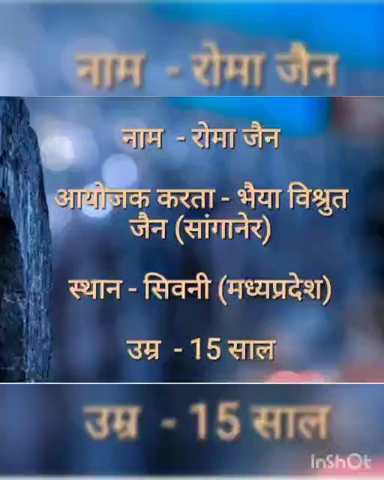 नाम - रोमा जैन
नाम - रोमा जैन
आयोजक करता - भैया विश्रुत
जैन (सांगानेर)
स्थान - सिवनी (मध्यप्रदेश)
उम्र - 15 साल
उम्र - 15 साल
InShOt